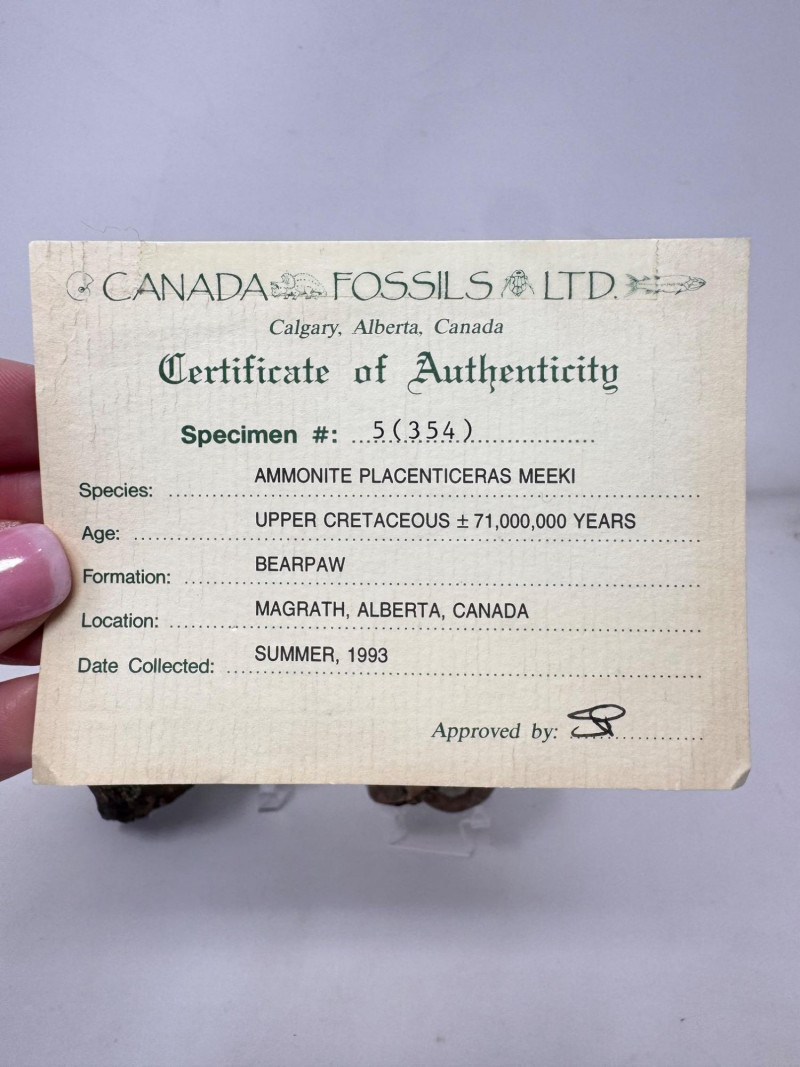 CANADA FOSSILS LTD.
Calgary, Alberta, Canada
Certificate of Authenticity
Specimen #: 5(354)
Species: AMMONITE PLACENTICERAS MEEKI
Age: UPPER CRETACEOUS ± 71,000,000 YEARS
Formation: BEARPAW
Location: MAGRATH, ALBERTA, CANADA
Date Collected: SUMMER, 1993
Approved by: